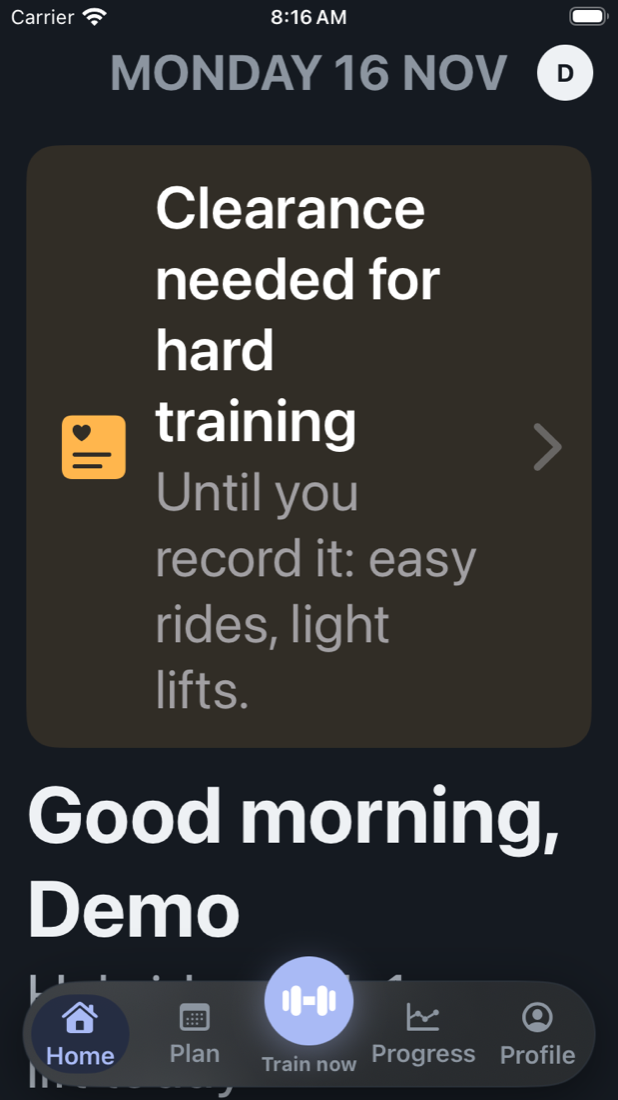 Carrier 8:16 AM
MONDAY 16 NOV D
Clearance
needed for
hard
training
Until you
record it: easy
rides, light
lifts.
Good morning,
Demo
Home Plan Train now Progress Profile